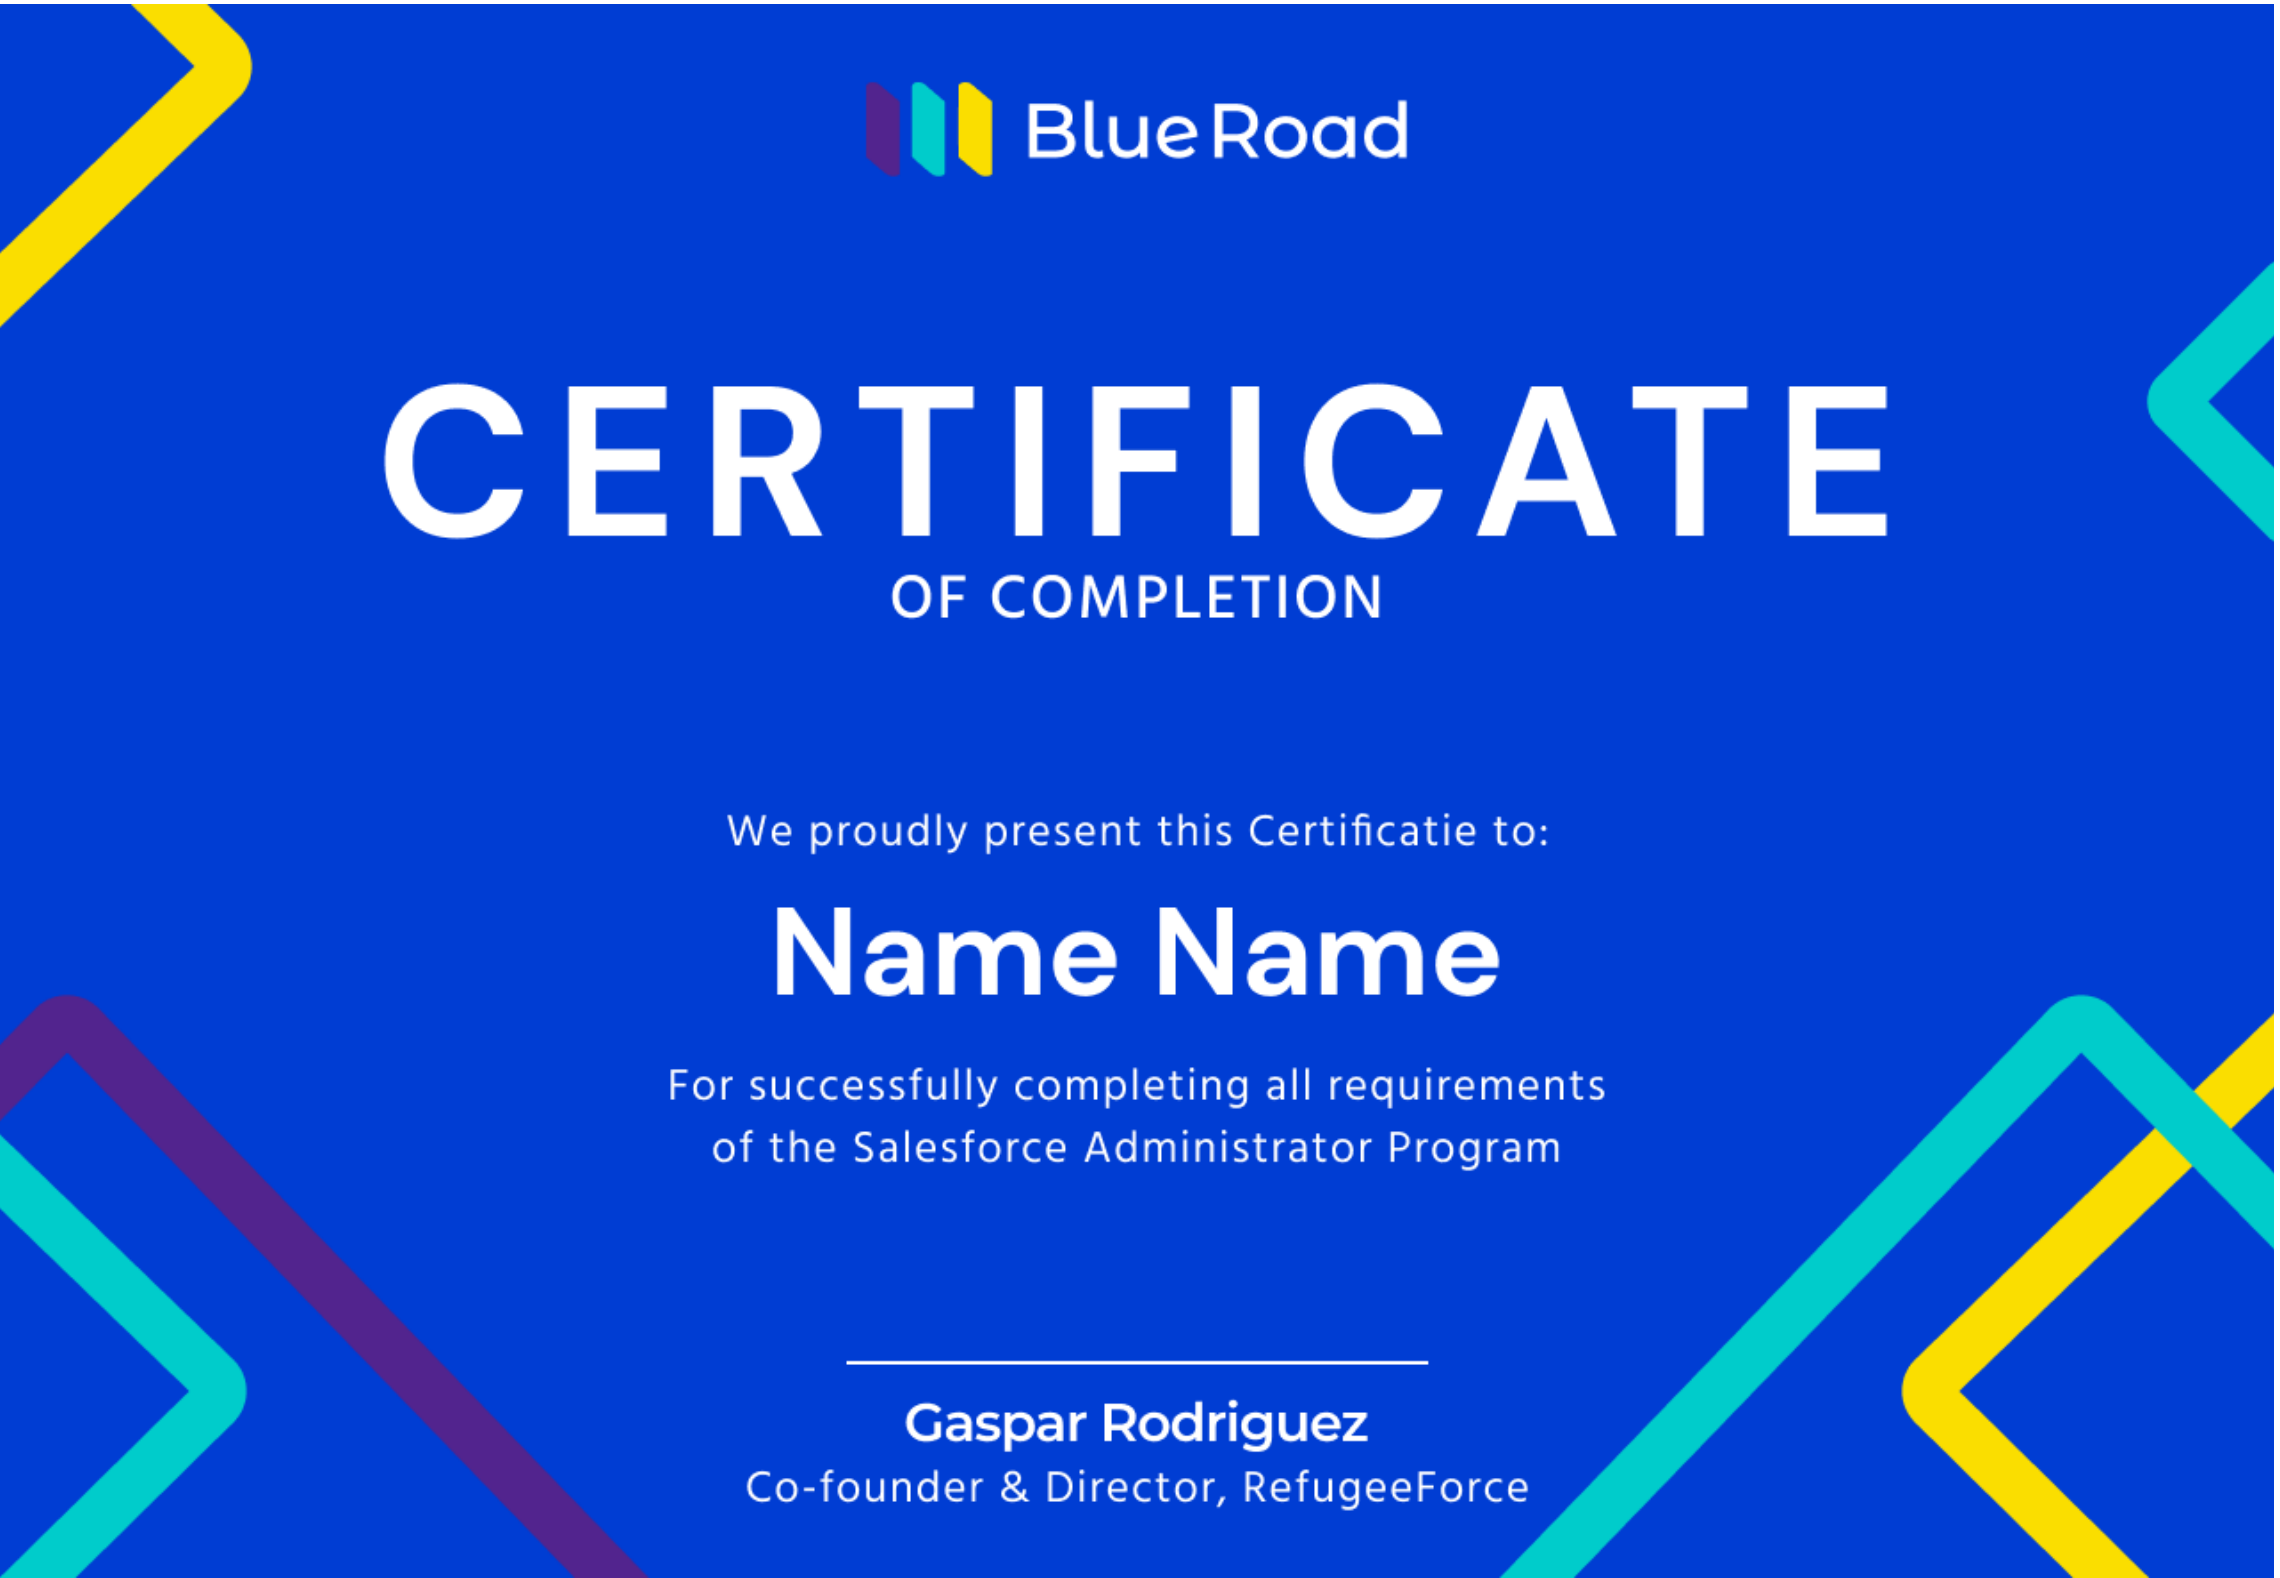 Blue Road
CERTIFICATE
OF COMPLETION
We proudly present this Certificatie to:
Name Name
For successfully completing all requirements
of the Salesforce Administrator Program
Gaspar Rodriguez
Co-founder & Director, RefugeeForce